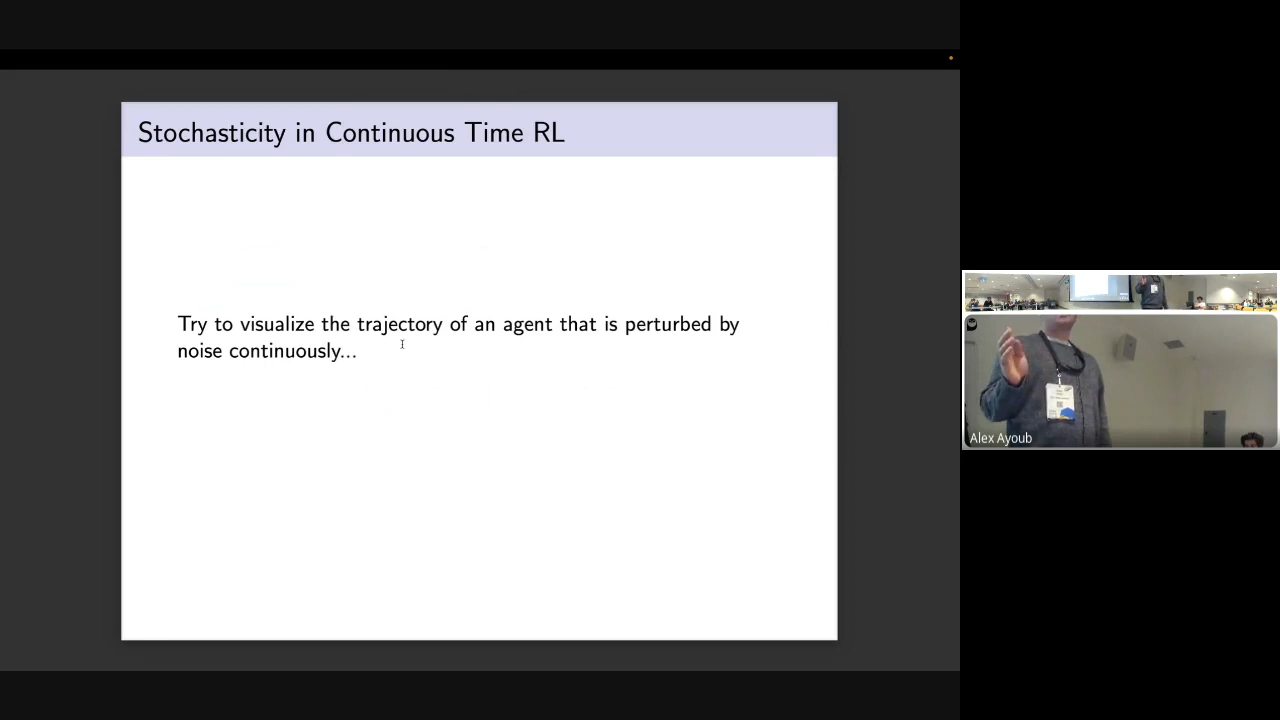 Stochasticity in Continuous Time RL
Try to visualize the trajectory of an agent that is perturbed by
noise continuously...
Alex Ayoub